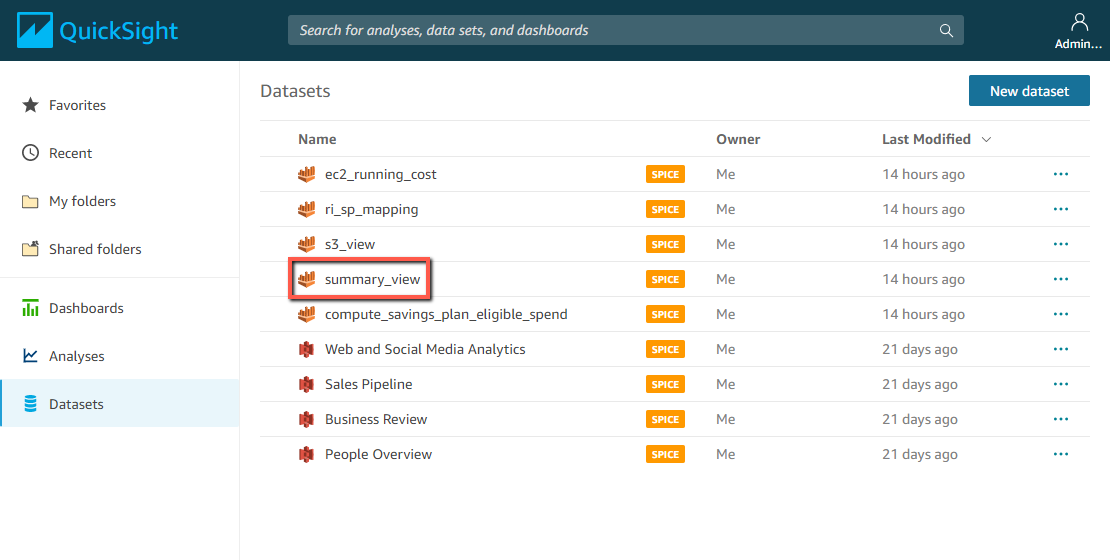 QuickSight
Search for analyses, data sets, and dashboards
Admin...
Favorites
Recent
My folders
Shared folders
Dashboards
Analyses
Datasets
Datasets
New dataset
Name Owner Last Modified
ec2_running_cost SPICE Me 14 hours ago
ri_sp_mapping SPICE Me 14 hours ago
s3_view SPICE Me 14 hours ago
summary_view SPICE Me 14 hours ago
compute_savings_plan_eligible_spend SPICE Me 14 hours ago
Web and Social Media Analytics SPICE Me 21 days ago
Sales Pipeline SPICE Me 21 days ago
Business Review SPICE Me 21 days ago
People Overview SPICE Me 21 days ago